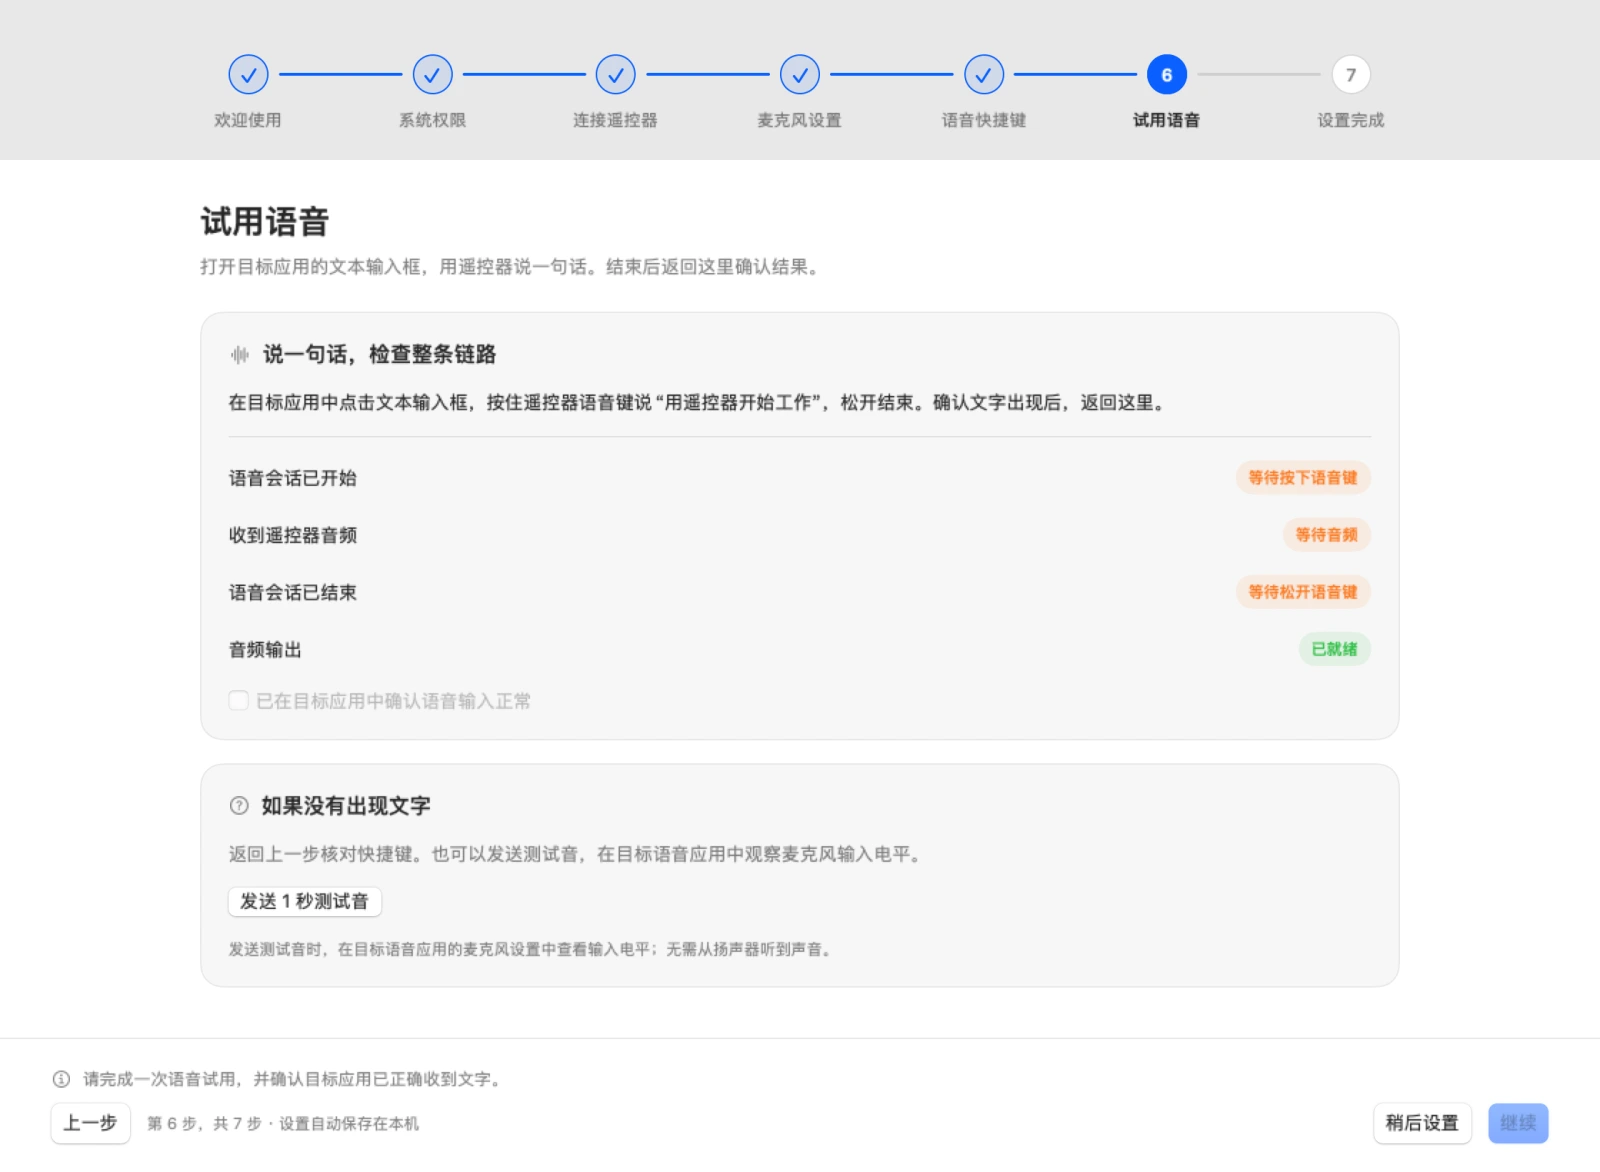 欢迎使用
系统权限
连接遥控器
麦克风设置
语音快捷键
6
试用语音
7
设置完成
试用语音
打开目标应用的文本输入框，用遥控器说一句话。结束后返回这里确认结果。
说一句话，检查整条链路
在目标应用中点击文本输入框，按住遥控器语音键说“用遥控器开始工作”，松开结束。确认文字出现后，返回这里。
语音会话已开始 等待按下语音键
收到遥控器音频 等待音频
语音会话已结束 等待松开语音键
音频输出 已就绪
已在目标应用中确认语音输入正常
如果没有出现文字
返回上一步核对快捷键。也可以发送测试音，在目标语音应用中观察麦克风输入电平。
发送 1 秒测试音
发送测试音时，在目标语音应用的麦克风设置中查看输入电平；无需从扬声器听到声音。
请完成一次语音试用，并确认目标应用已正确收到文字。
上一步 第 6 步，共 7 步 · 设置自动保存在本机 稍后设置 继续